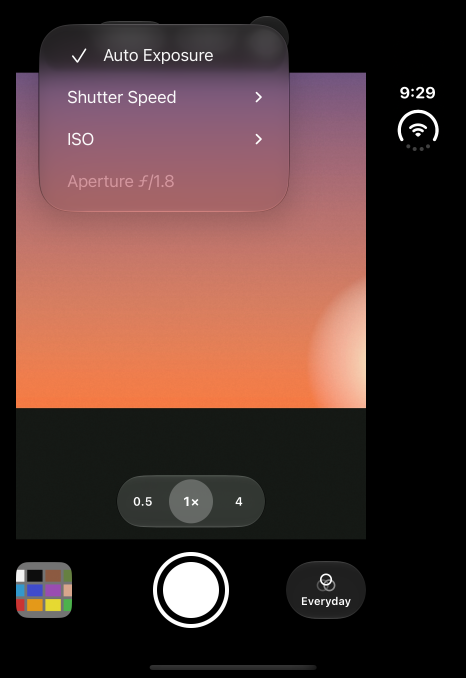 Auto Exposure
Shutter Speed
ISO
Aperture ƒ/1.8
9:29
0.5
1×
4
Everyday